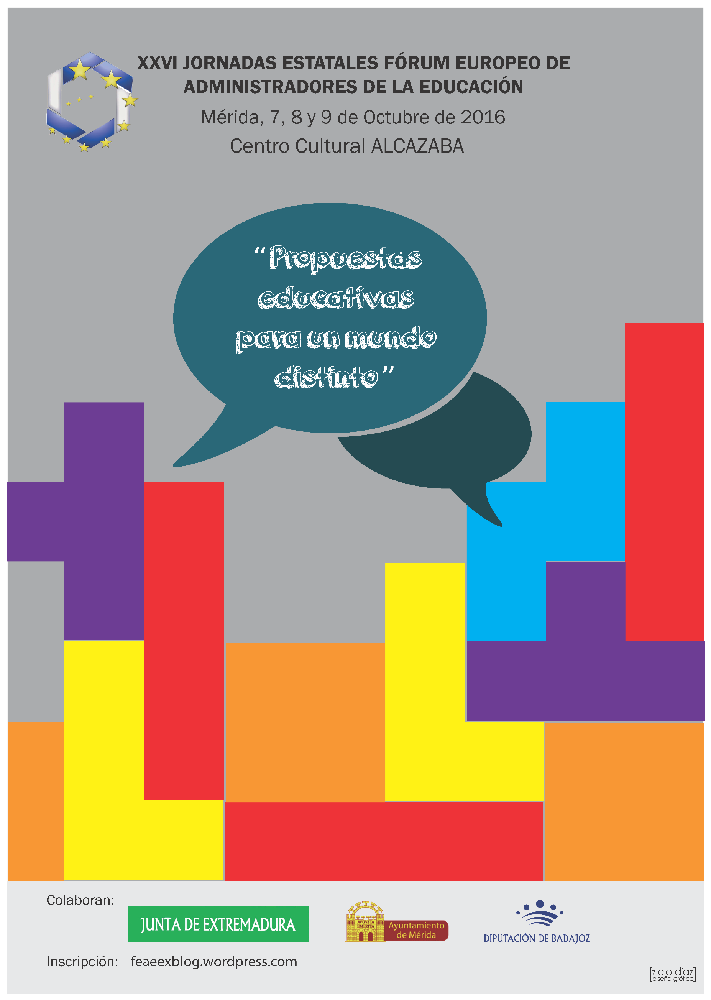 XXVI JORNADAS ESTATALES FÓRUM EUROPEO DE
ADMINISTRADORES DE LA EDUCACIÓN
Mérida, 7, 8 y 9 de Octubre de 2016
Centro Cultural ALCAZABA
“Propuestas
educativas
para un mundo
distinto”
Colaboran:
JUNTA DE EXTREMADURA
AVGVSTA
EMERITA
Ayuntamiento
de Mérida
DIPUTACIÓN DE BADAJOZ
Inscripción: feaeexblog.wordpress.com
[zielo díaz]
diseño gráfico